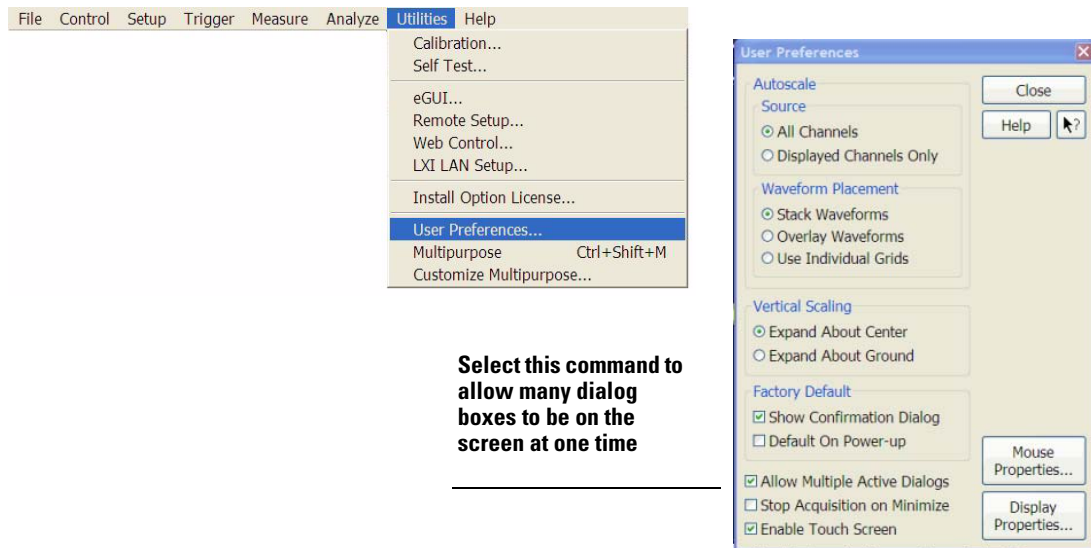 File Control Setup Trigger Measure Analyze Utilities Help
Calibration...
Self Test...
eGUI...
Remote Setup...
Web Control...
LXI LAN Setup...
Install Option License...
User Preferences...
Multipurpose Ctrl+Shift+M
Customize Multipurpose...
Select this command to
allow many dialog
boxes to be on the
screen at one time
User Preferences
Autoscale
Source
All Channels
Displayed Channels Only
Waveform Placement
Stack Waveforms
Overlay Waveforms
Use Individual Grids
Vertical Scaling
Expand About Center
Expand About Ground
Factory Default
Show Confirmation Dialog
Default On Power-up
Allow Multiple Active Dialogs
Stop Acquisition on Minimize
Enable Touch Screen
Close
Help ?
Mouse
Properties...
Display
Properties...